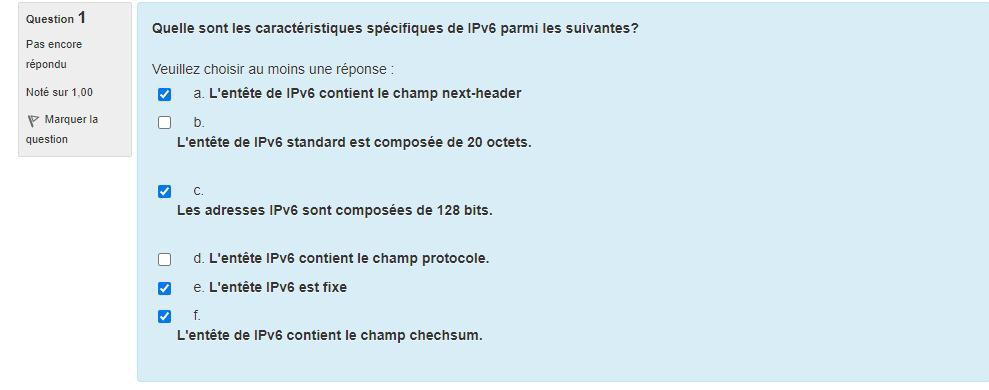 Question 1
Pas encore
répondu
Noté sur 1,00
Marquer la
question
Quelle sont les caractéristiques spécifiques de IPv6 parmi les suivantes?
Veuillez choisir au moins une réponse :
a. L'entête de IPv6 contient le champ next-header
b.
L'entête de IPv6 standard est composée de 20 octets.
c.
Les adresses IPv6 sont composées de 128 bits.
d. L'entête IPv6 contient le champ protocole.
e. L'entête IPv6 est fixe
f.
L'entête de IPv6 contient le champ chechsum.